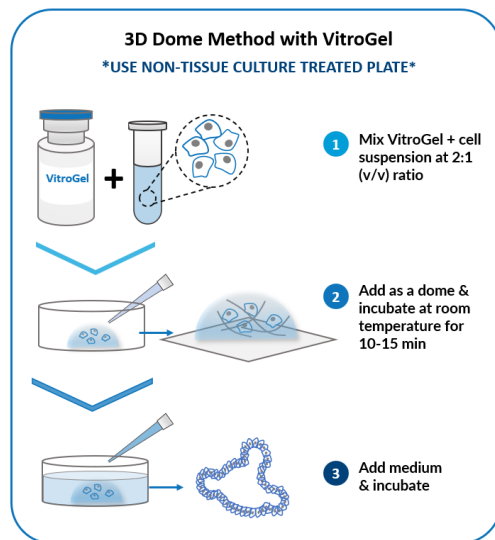 3D Dome Method with VitroGel
*USE NON-TISSUE CULTURE TREATED PLATE*
VitroGel
+
1
Mix VitroGel + cell
suspension at 2:1
(v/v) ratio
2
Add as a dome &
incubate at room
temperature for
10-15 min
3
Add medium
& incubate